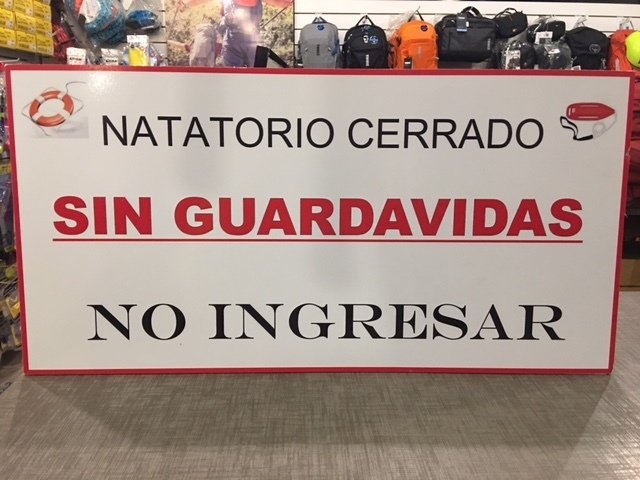 NATATORIO CERRADO
SIN GUARDAVIDAS
NO INGRESAR